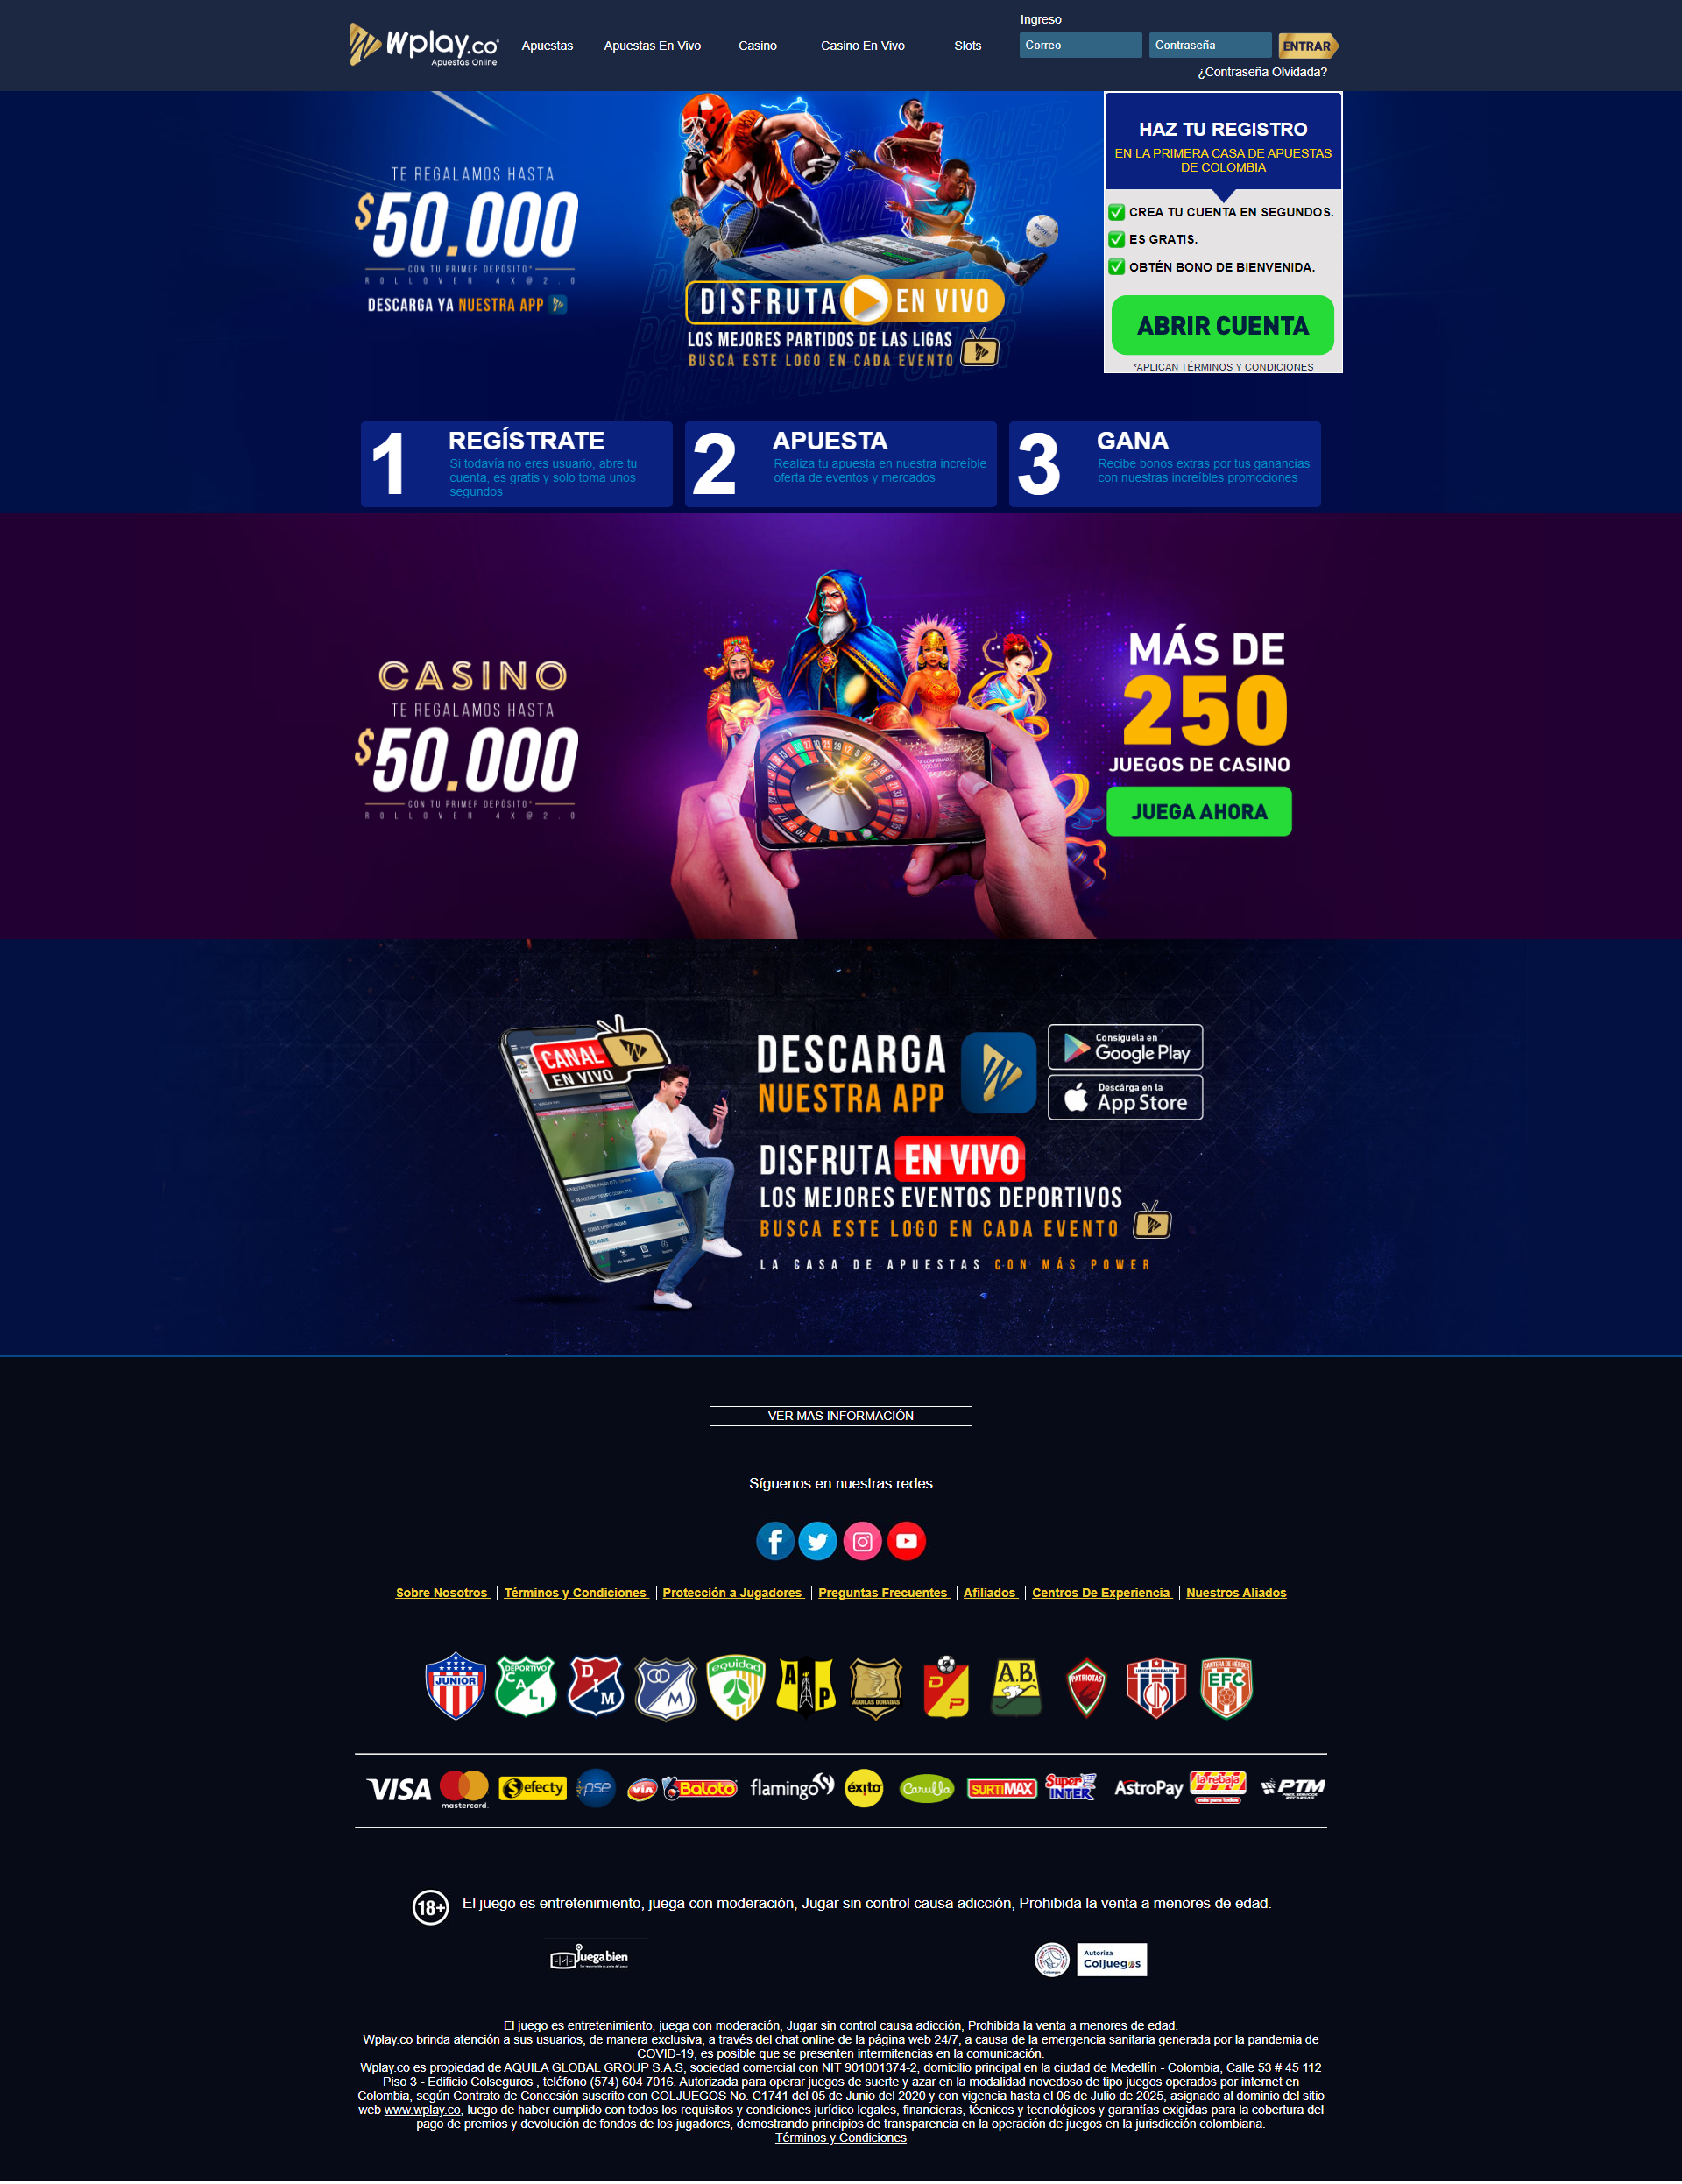 Wplay.co
Apuestas Online
Apuestas
Apuestas En Vivo
Casino
Casino En Vivo
Slots
Ingreso
Correo
Contraseña
ENTRAR
¿Contraseña Olvidada?
TE REGALAMOS HASTA
$50.000
CON TU PRIMER DEPÓSITO*
ROLLOVER 4X@2.0
DESCARGA YA NUESTRA APP
DISFRUTA EN VIVO
LOS MEJORES PARTIDOS DE LAS LIGAS
BUSCA ESTE LOGO EN CADA EVENTO
HAZ TU REGISTRO
EN LA PRIMERA CASA DE APUESTAS
DE COLOMBIA
CREA TU CUENTA EN SEGUNDOS.
ES GRATIS.
OBTÉN BONO DE BIENVENIDA.
ABRIR CUENTA
*APLICAN TÉRMINOS Y CONDICIONES
1
REGÍSTRATE
Si todavía no eres usuario, abre tu
cuenta, es gratis y solo toma unos
segundos
2
APUESTA
Realiza tu apuesta en nuestra increíble
oferta de eventos y mercados
3
GANA
Recibe bonos extras por tus ganancias
con nuestras increíbles promociones
CASINO
TE REGALAMOS HASTA
$50.000
CON TU PRIMER DEPÓSITO*
ROLLOVER 4X@2.0
MÁS DE
250
JUEGOS DE CASINO
JUEGA AHORA
CANAL
EN VIVO
DESCARGA
NUESTRA APP
Consíguela en
Google Play
Descárga en la
App Store
DISFRUTA EN VIVO
LOS MEJORES EVENTOS DEPORTIVOS
BUSCA ESTE LOGO EN CADA EVENTO
LA CASA DE APUESTAS CON MÁS POWER
VER MAS INFORMACIÓN
Síguenos en nuestras redes
Sobre Nosotros
Términos y Condiciones
Protección a Jugadores
Preguntas Frecuentes
Afiliados
Centros De Experiencia
Nuestros Aliados
JUNIOR
DEPORTIVO CALI
DIM
M
equidad
AP
ÁGUILAS DORADAS
DP
A.B.
PATRIOTAS
UNIÓN MAGDALENA
CANTERA DE HÉROES
EFC
VISA
mastercard.
$efecty
pse
VIA Baloto
flamingo
éxito
Carulla
SURTIMAX
Super INTER
AstroPay
la rebaja
PTM
18+
El juego es entretenimiento, juega con moderación, Jugar sin control causa adicción, Prohibida la venta a menores de edad.
Juegabien
Autoriza
Coljuegos
El juego es entretenimiento, juega con moderación, Jugar sin control causa adicción, Prohibida la venta a menores de edad.
Wplay.co brinda atención a sus usuarios, de manera exclusiva, a través del chat online de la página web 24/7, a causa de la emergencia sanitaria generada por la pandemia de
COVID-19, es posible que se presenten intermitencias en la comunicación.
Wplay.co es propiedad de AQUILA GLOBAL GROUP S.A.S, sociedad comercial con NIT 901001374-2, domicilio principal en la ciudad de Medellín - Colombia, Calle 53 # 45 112
Piso 3 - Edificio Colseguros , teléfono (574) 604 7016. Autorizada para operar juegos de suerte y azar en la modalidad novedoso de tipo juegos operados por internet en
Colombia, según Contrato de Concesión suscrito con COLJUEGOS No. C1741 del 05 de Junio del 2020 y con vigencia hasta el 06 de Julio de 2025, asignado al dominio del sitio
web www.wplay.co, luego de haber cumplido con todos los requisitos y condiciones jurídico legales, financieras, técnicos y tecnológicos y garantías exigidas para la cobertura del
pago de premios y devolución de fondos de los jugadores, demostrando principios de transparencia en la operación de juegos en la jurisdicción colombiana.
Términos y Condiciones